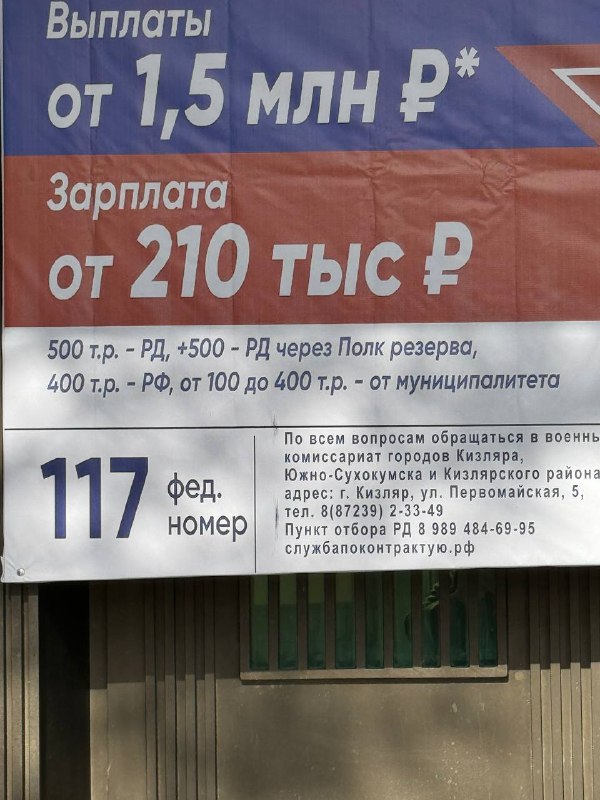 Выплаты
от 1,5 млн ₽*
Зарплата
от 210 тыс ₽
500 т.р. - РД, +500 - РД через Полк резерва,
400 т.р. - РФ, от 100 до 400 т.р. - от муниципалитета
117 фед. номер
По всем вопросам обращаться в военн
комиссариат городов Кизляра,
Южно-Сухокумска и Кизлярского района
адрес: г. Кизляр, ул. Первомайская, 5,
тел. 8(87239) 2-33-49
Пункт отбора РД 8 989 484-69-95
службапоконтрактую.рф